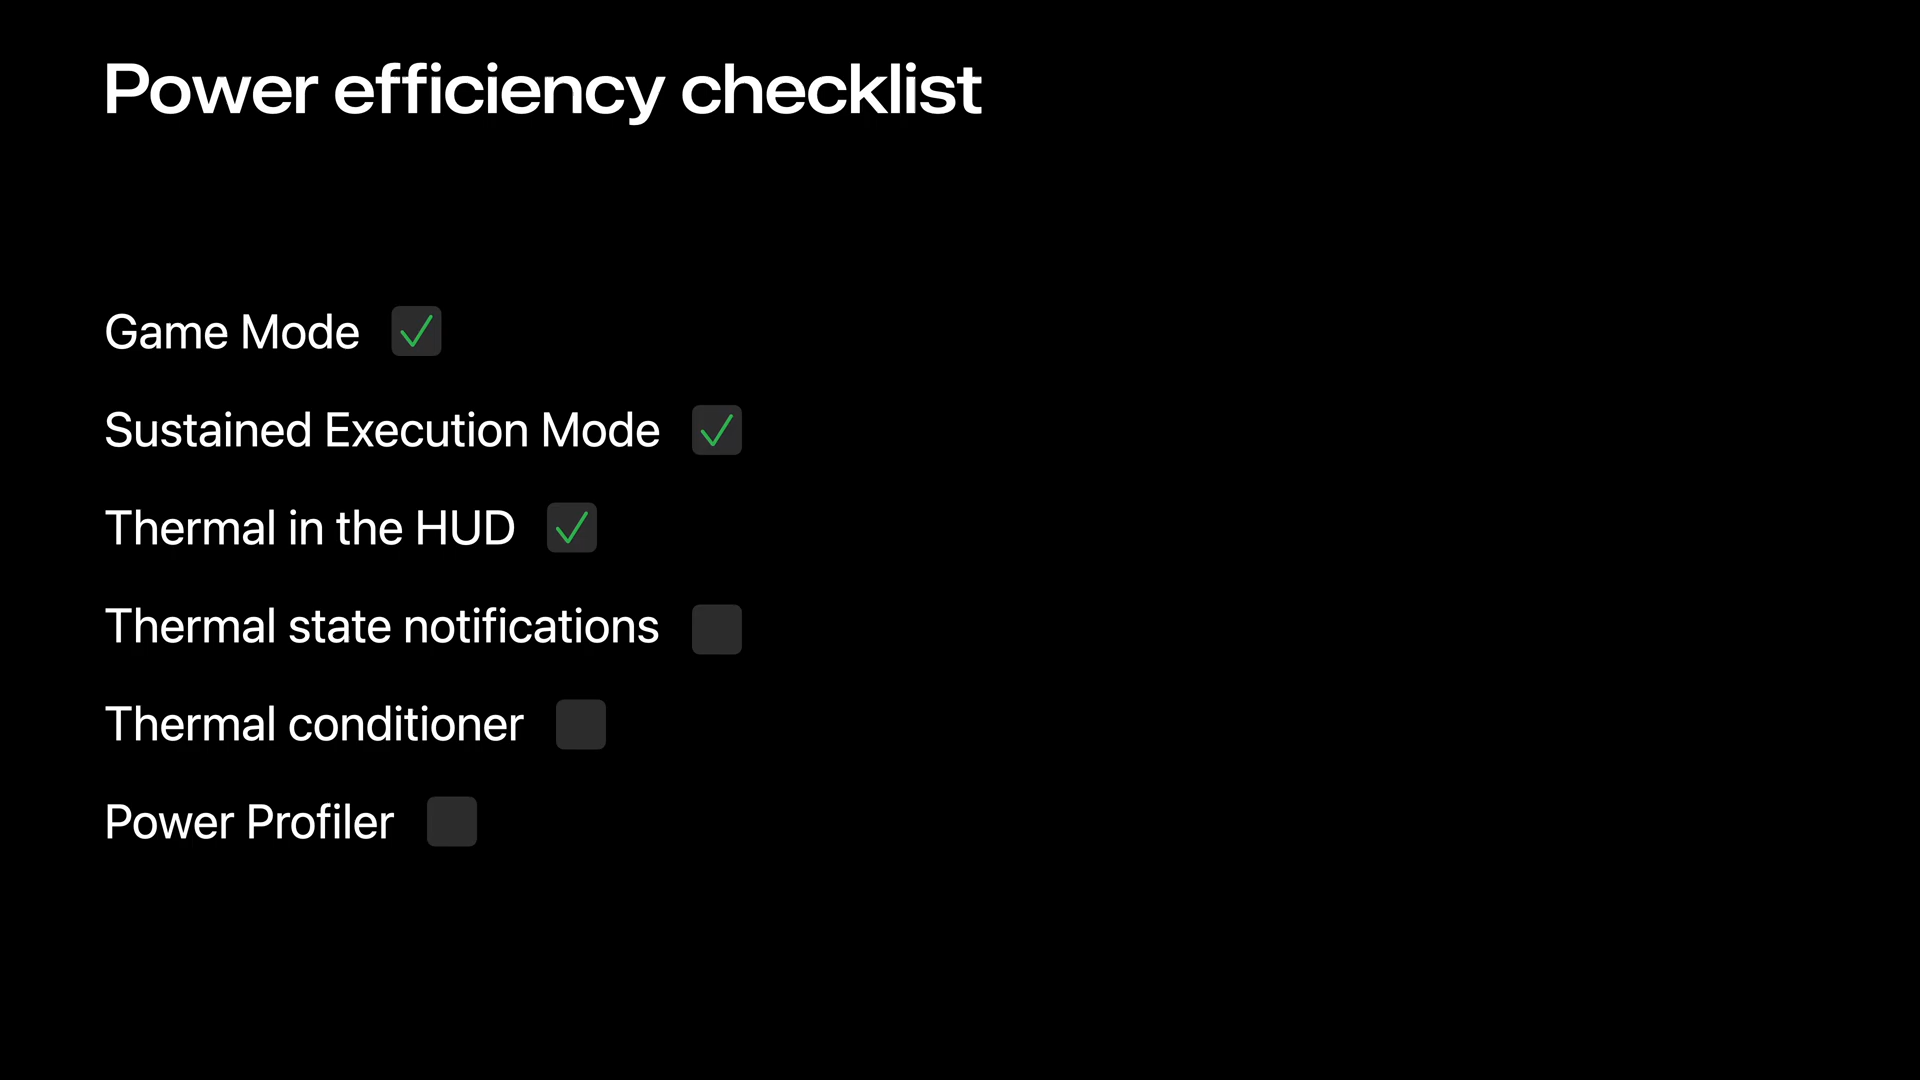 Power efficiency checklist
Game Mode
Sustained Execution Mode
Thermal in the HUD
Thermal state notifications
Thermal conditioner
Power Profiler